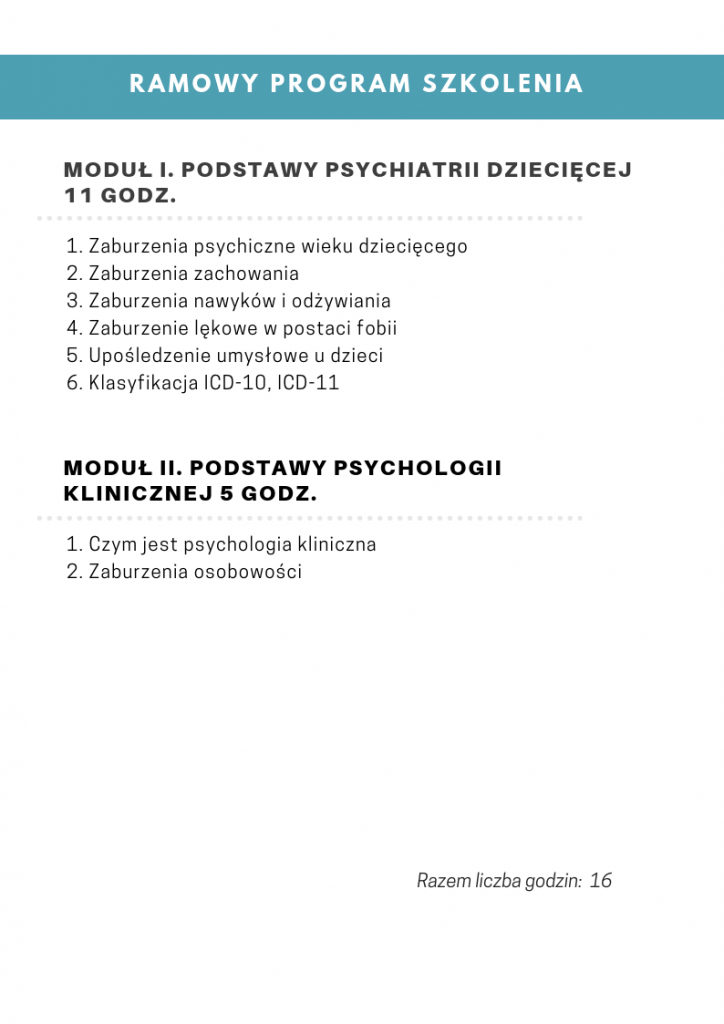 RAMOWY PROGRAM SZKOLENIA
MODUŁ I. PODSTAWY PSYCHIATRII DZIECIĘCEJ
11 GODZ.
1. Zaburzenia psychiczne wieku dziecięcego
2. Zaburzenia zachowania
3. Zaburzenia nawyków i odżywiania
4. Zaburzenie lękowe w postaci fobii
5. Upośledzenie umysłowe u dzieci
6. Klasyfikacja ICD-10, ICD-11
MODUŁ II. PODSTAWY PSYCHOLOGII
KLINICZNEJ 5 GODZ.
1. Czym jest psychologia kliniczna
2. Zaburzenia osobowości
Razem liczba godzin: 16